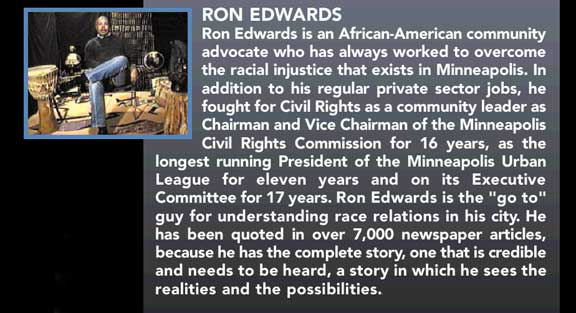 RON EDWARDS
Ron Edwards is an African-American community
advocate who has always worked to overcome
the racial injustice that exists in Minneapolis. In
addition to his regular private sector jobs, he
fought for Civil Rights as a community leader as
Chairman and Vice Chairman of the Minneapolis
Civil Rights Commission for 16 years, as the
longest running President of the Minneapolis Urban
League for eleven years and on its Executive
Committee for 17 years. Ron Edwards is the "go to"
guy for understanding race relations in his city. He
has been quoted in over 7,000 newspaper articles,
because he has the complete story, one that is credible
and needs to be heard, a story in which he sees the
realities and the possibilities.